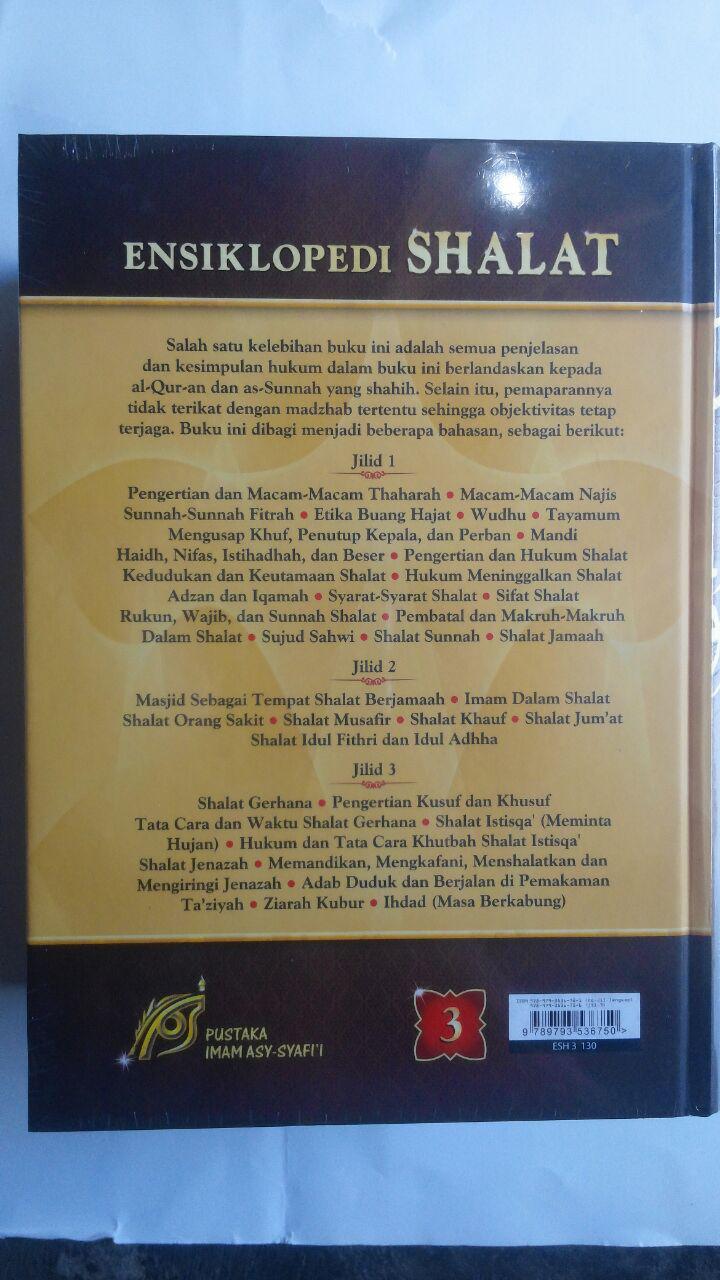 ENSIKLOPEDI SHALAT
Salah satu kelebihan buku ini adalah semua penjelasan
dan kesimpulan hukum dalam buku ini berlandaskan kepada
al-Qur-an dan as-Sunnah yang shahih. Selain itu, pemaparannya
tidak terikat dengan madzhab tertentu sehingga objektivitas tetap
terjaga. Buku ini dibagi menjadi beberapa bahasan, sebagai berikut:
Jilid 1
Pengertian dan Macam-Macam Thaharah • Macam-Macam Najis
Sunnah-Sunnah Fitrah • Etika Buang Hajat • Wudhu • Tayamum
Mengusap Khuf, Penutup Kepala, dan Perban • Mandi
Haidh, Nifas, Istihadhah, dan Beser • Pengertian dan Hukum Shalat
Kedudukan dan Keutamaan Shalat • Hukum Meninggalkan Shalat
Adzan dan Iqamah • Syarat-Syarat Shalat • Sifat Shalat
Rukun, Wajib, dan Sunnah Shalat • Pembatal dan Makruh-Makruh
Dalam Shalat • Sujud Sahwi • Shalat Sunnah • Shalat Jamaah
Jilid 2
Masjid Sebagai Tempat Shalat Berjamaah • Imam Dalam Shalat
Shalat Orang Sakit • Shalat Musafir • Shalat Khauf • Shalat Jum'at
Shalat Idul Fithri dan Idul Adhha
Jilid 3
Shalat Gerhana • Pengertian Kusuf dan Khusuf
Tata Cara dan Waktu Shalat Gerhana • Shalat Istisqa' (Meminta
Hujan) • Hukum dan Tata Cara Khutbah Shalat Istisqa'
Shalat Jenazah • Memandikan, Mengkafani, Menshalatkan dan
Mengiringi Jenazah • Adab Duduk dan Berjalan di Pemakaman
Ta'ziyah • Ziarah Kubur • Ihdad (Masa Berkabung)
PUSTAKA
IMAM ASY-SYAFI'I
3
ISBN
9 789793 536750 >
ESH 3 130